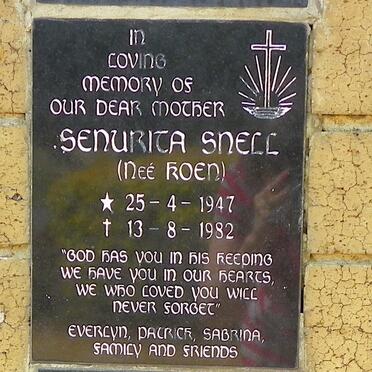 IN
LOVING
MEMORY OF
OUR DEAR MOTHER
SENURITA SNELL
(NEÉ KOEN)
★ 25-4-1947
† 13-8-1982
"GOD HAS YOU IN HIS KEEPING
WE HAVE YOU IN OUR HEARTS,
WE WHO LOVED YOU WILL
NEVER FORGET"
EVERLYN, PATRICK, SABRINA,
FAMILY AND FRIENDS